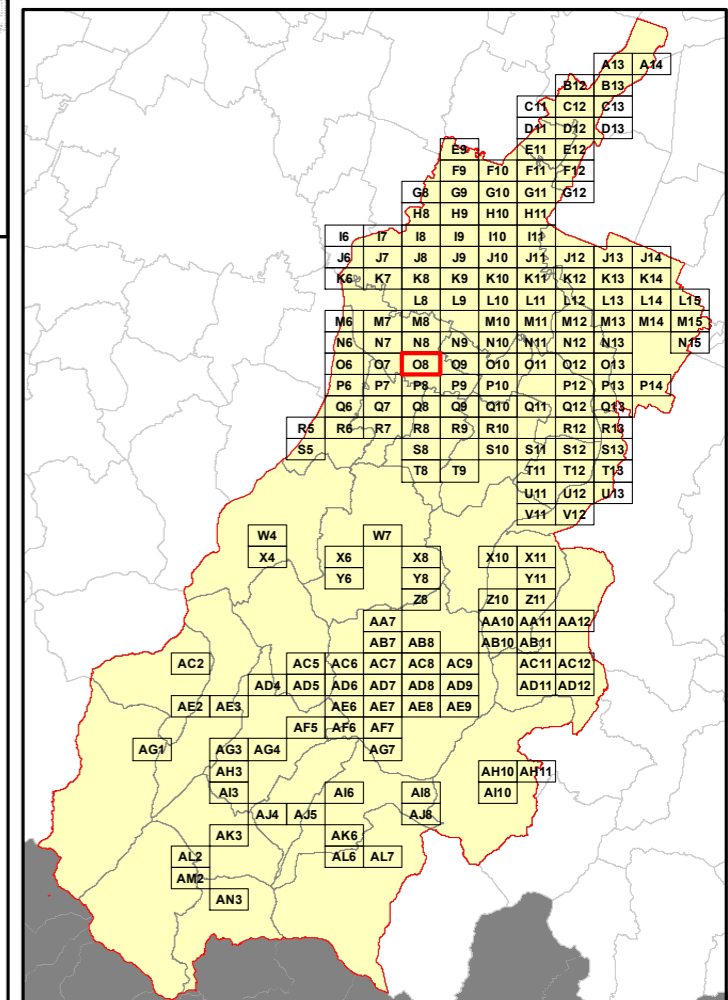 A13 A14
B12 B13
C11 C12 C13
D11 D12 D13
E9 E11 E12
F9 F10 F11 F12
G8 G9 G10 G11 G12
H8 H9 H10 H11
I6 I7 I8 I9 I10 I11
J6 J7 J8 J9 J10 J11 J12 J13 J14
K6 K7 K8 K9 K10 K11 K12 K13 K14
L8 L9 L10 L11 L12 L13 L14 L15
M6 M7 M8 M10 M11 M12 M13 M14 M15
N6 N7 N8 N9 N10 N11 N12 N13 N15
O6 O7 O8 O9 O10 O11 O12 O13
P6 P7 P8 P9 P10 P12 P13 P14
Q6 Q7 Q8 Q9 Q10 Q11 Q12 Q13
R5 R6 R7 R8 R9 R10 R12 R13
S5 S8 S10 S11 S12 S13
T8 T9 T11 T12 T13
U11 U12 U13
V11 V12
W4 W7
X4 X6 X8 X10 X11
Y6 Y8 Y11
Z8 Z10 Z11
AA7 AA10 AA11 AA12
AB7 AB8 AB10 AB11
AC2 AC5 AC6 AC7 AC8 AC9 AC11 AC12
AD4 AD5 AD6 AD7 AD8 AD9 AD11 AD12
AE2 AE3 AE6 AE7 AE8 AE9
AF5 AF6 AF7
AG1 AG3 AG4 AG7
AH3 AH10 AH11
AI3 AI6 AI8 AI10
AJ4 AJ5 AJ8
AK3 AK6
AL2 AL6 AL7
AM2
AN3